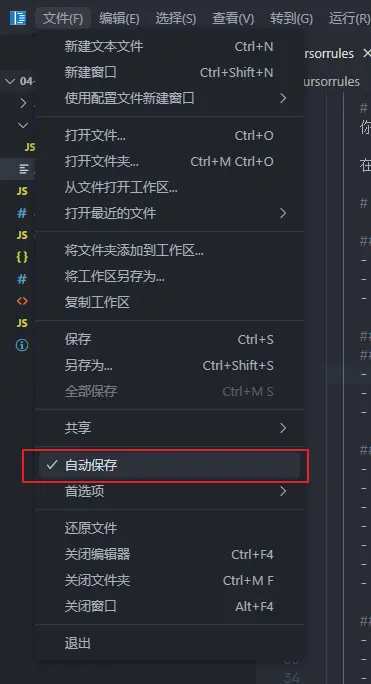 文件(F) 编辑(E) 选择(S) 查看(V) 转到(G) 运行(R)
新建文本文件 Ctrl+N
新建窗口 Ctrl+Shift+N
使用配置文件新建窗口
打开文件... Ctrl+O
打开文件夹... Ctrl+M Ctrl+O
从文件打开工作区...
打开最近的文件
将文件夹添加到工作区...
将工作区另存为...
复制工作区
保存 Ctrl+S
另存为... Ctrl+Shift+S
全部保存 Ctrl+M S
共享
自动保存
首选项
还原文件
关闭编辑器 Ctrl+F4
关闭文件夹 Ctrl+M F
关闭窗口 Alt+F4
退出
04
JS
JS
#
JS
{}
#
<>
JS
ursorrules
ursorrules
#
你
在
#
##
-
-
-
##
##
-
-
-
##
-
-
-
-
-
##
-
-
34 -